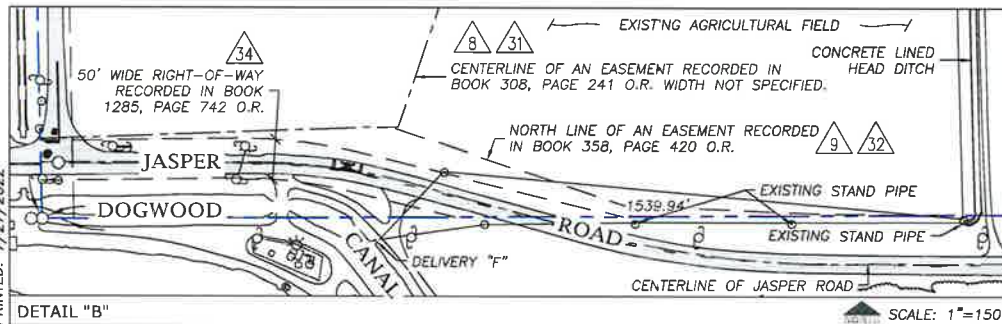 EXIST'NG AGRICULTURAL FIELD
8 31
CONCRETE LINED
HEAD DITCH
34
CENTERLINE OF AN EASEMENT RECORDED IN
BOOK 308, PAGE 241 O.R. WIDTH NOT SPECIFIED.
50' WIDE RIGHT-OF-WAY
RECORDED IN BOOK
1285, PAGE 742 O.R.
NORTH LINE OF AN EASEMENT RECORDED
IN BOOK 358, PAGE 420 O.R.
9 32
JASPER
EXISTING STAND PIPE
1539.94'
DOGWOOD
ROAD
EXISTING STAND PIPE
CANAL
DELIVERY "F"
CENTERLINE OF JASPER ROAD
DETAIL "B"
SCALE: 1"=150